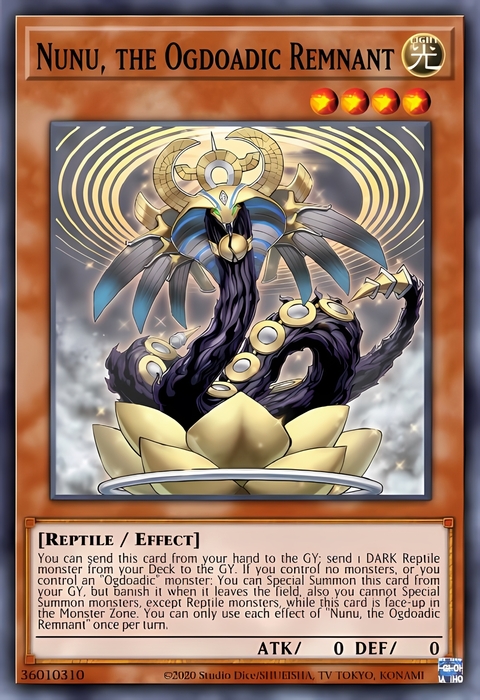 NUNU, THE OGDOADIC REMNANT
LIGHT
光
[REPTILE / EFFECT]
You can send this card from your hand to the GY; send 1 DARK Reptile
monster from your Deck to the GY. If you control no monsters, or you
control an "Ogdoadic" monster: You can Special Summon this card from
your GY, but banish it when it leaves the field, also you cannot Special
Summon monsters, except Reptile monsters, while this card is face-up in
the Monster Zone. You can only use each effect of "Nunu, the Ogdoadic
Remnant" once per turn.
ATK/ 0 DEF/ 0
36010310 ©2020 Studio Dice/SHUEISHA, TV TOKYO, KONAMI